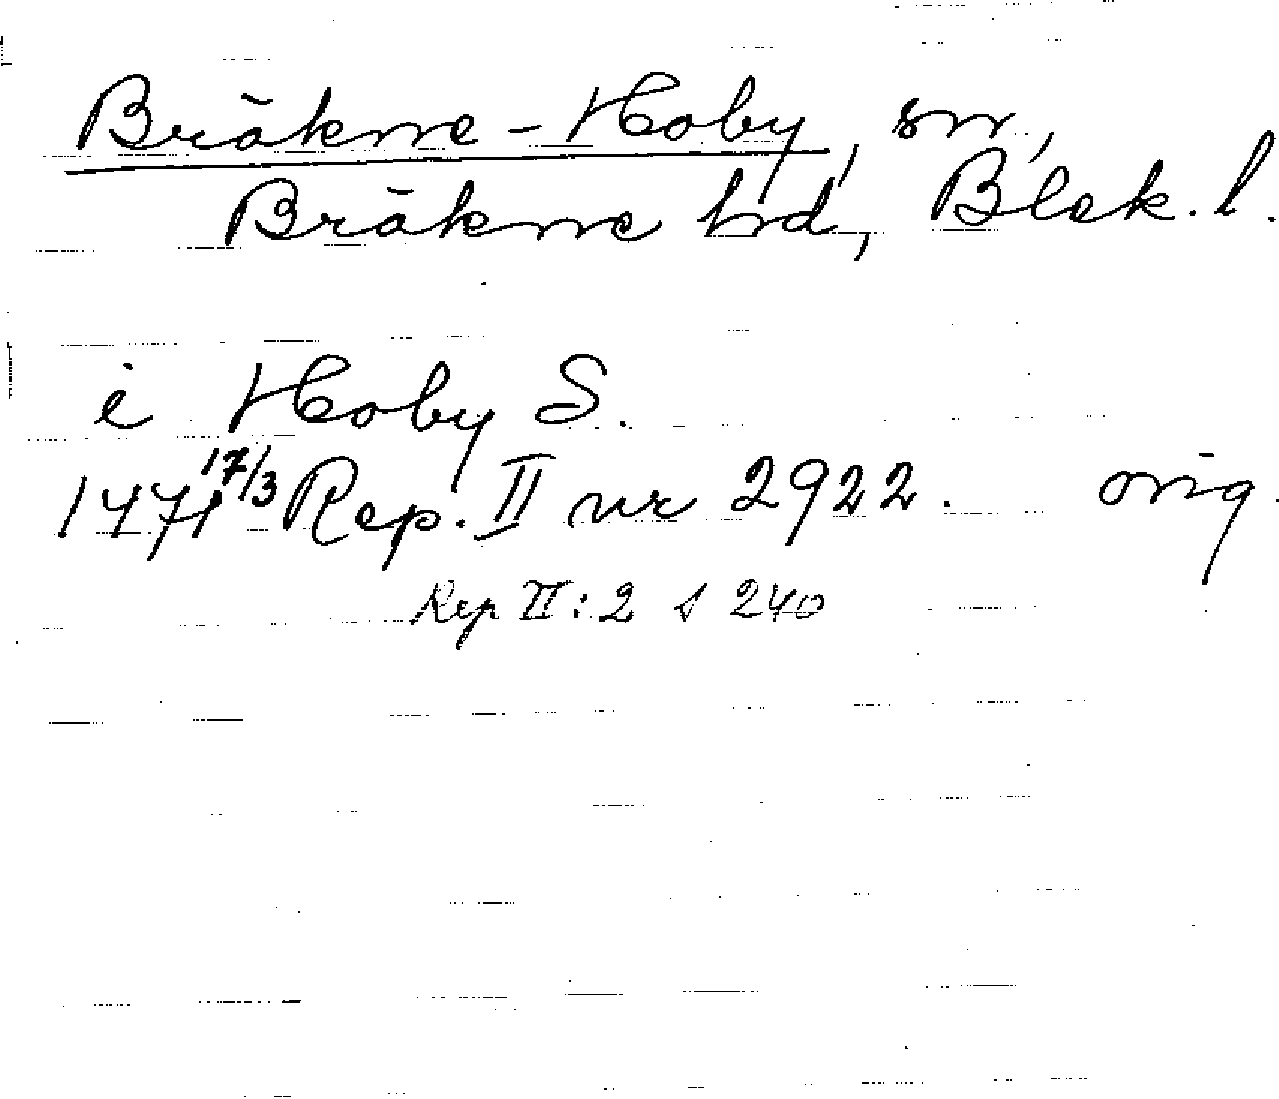 Bräkne-Hoby, sn,
Bräkne hd, Blek. l.
i Hoby S.
1471 17/3 Rep. II nr 2922. orig.
Rep II:2 s 240